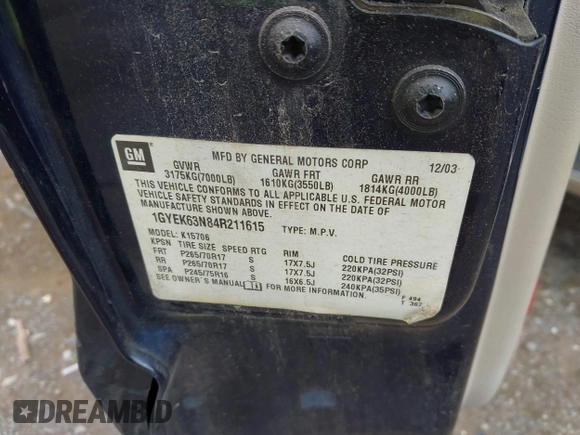 GM
MFD BY GENERAL MOTORS CORP 12/03
GVWR GAWR FRT GAWR RR
3175KG(7000LB) 1610KG(3550LB) 1814KG(4000LB)
THIS VEHICLE CONFORMS TO ALL APPLICABLE U.S. FEDERAL MOTOR
VEHICLE SAFETY STANDARDS IN EFFECT ON THE DATE OF
MANUFACTURE SHOWN ABOVE.
1GYEK63N84R211615 TYPE: M.P.V.
MODEL: K15706
KPSN TIRE SIZE SPEED RTG RIM COLD TIRE PRESSURE
FRT P265/70R17 S 17X7.5J 220KPA(32PSI)
RR P265/70R17 S 17X7.5J 220KPA(32PSI)
SPA P245/75R16 S 16X6.5J 240KPA(35PSI)
SEE OWNER'S MANUAL FOR MORE INFORMATION.
F 494
T 367
DREAMBID